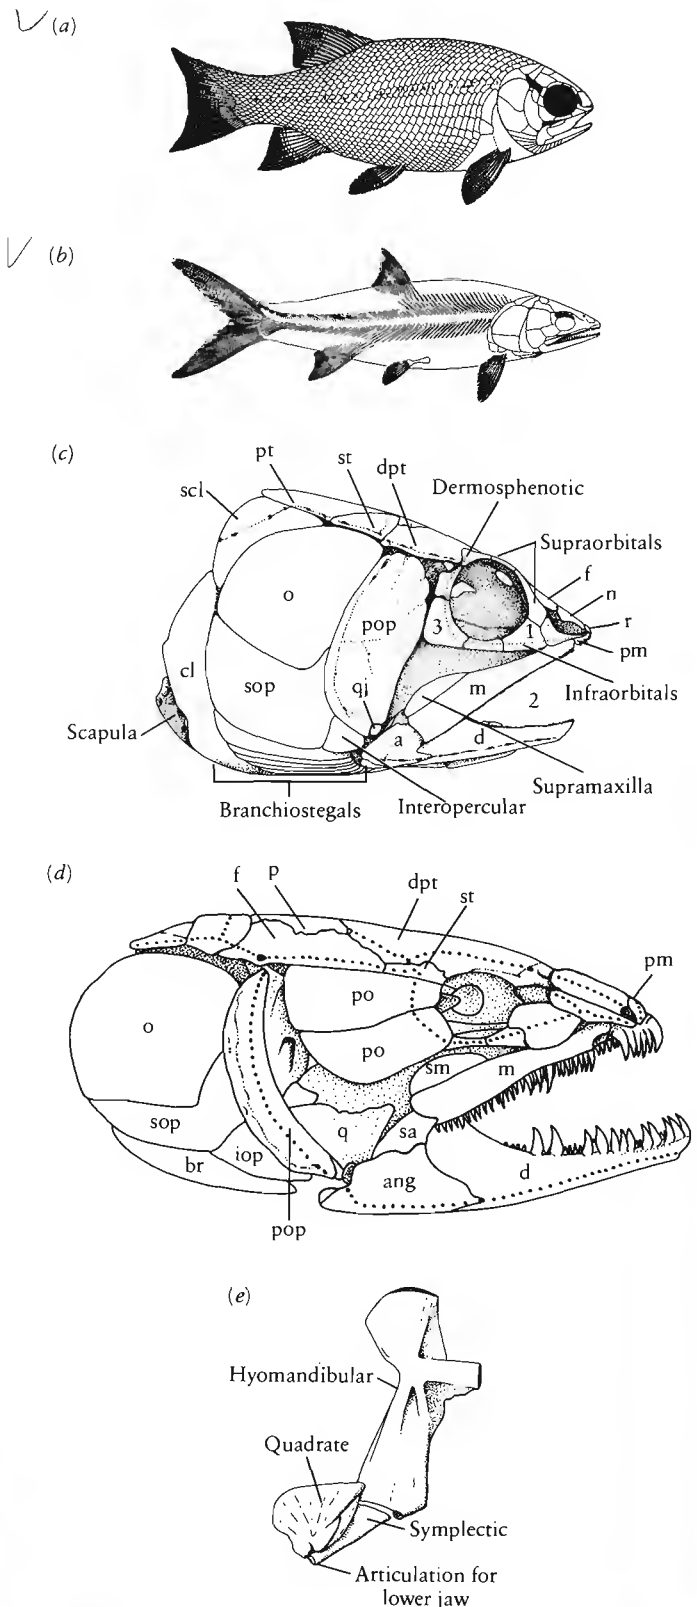 (a)
(b)
(c)
pt
st
dpt
Dermosphenotic
scl
Supraorbitals
f
n
o
r
pop
3
1
pm
cl
sop
qj
m
Infraorbitals
2
Scapula
a
d
Supramaxilla
Branchiostegals
Interopercular
(d)
f
p
dpt
st
pm
po
o
po
sm
m
sop
q
sa
br
iop
ang
d
pop
(e)
Hyomandibular
Quadrate
Symplectic
Articulation for
lower jaw